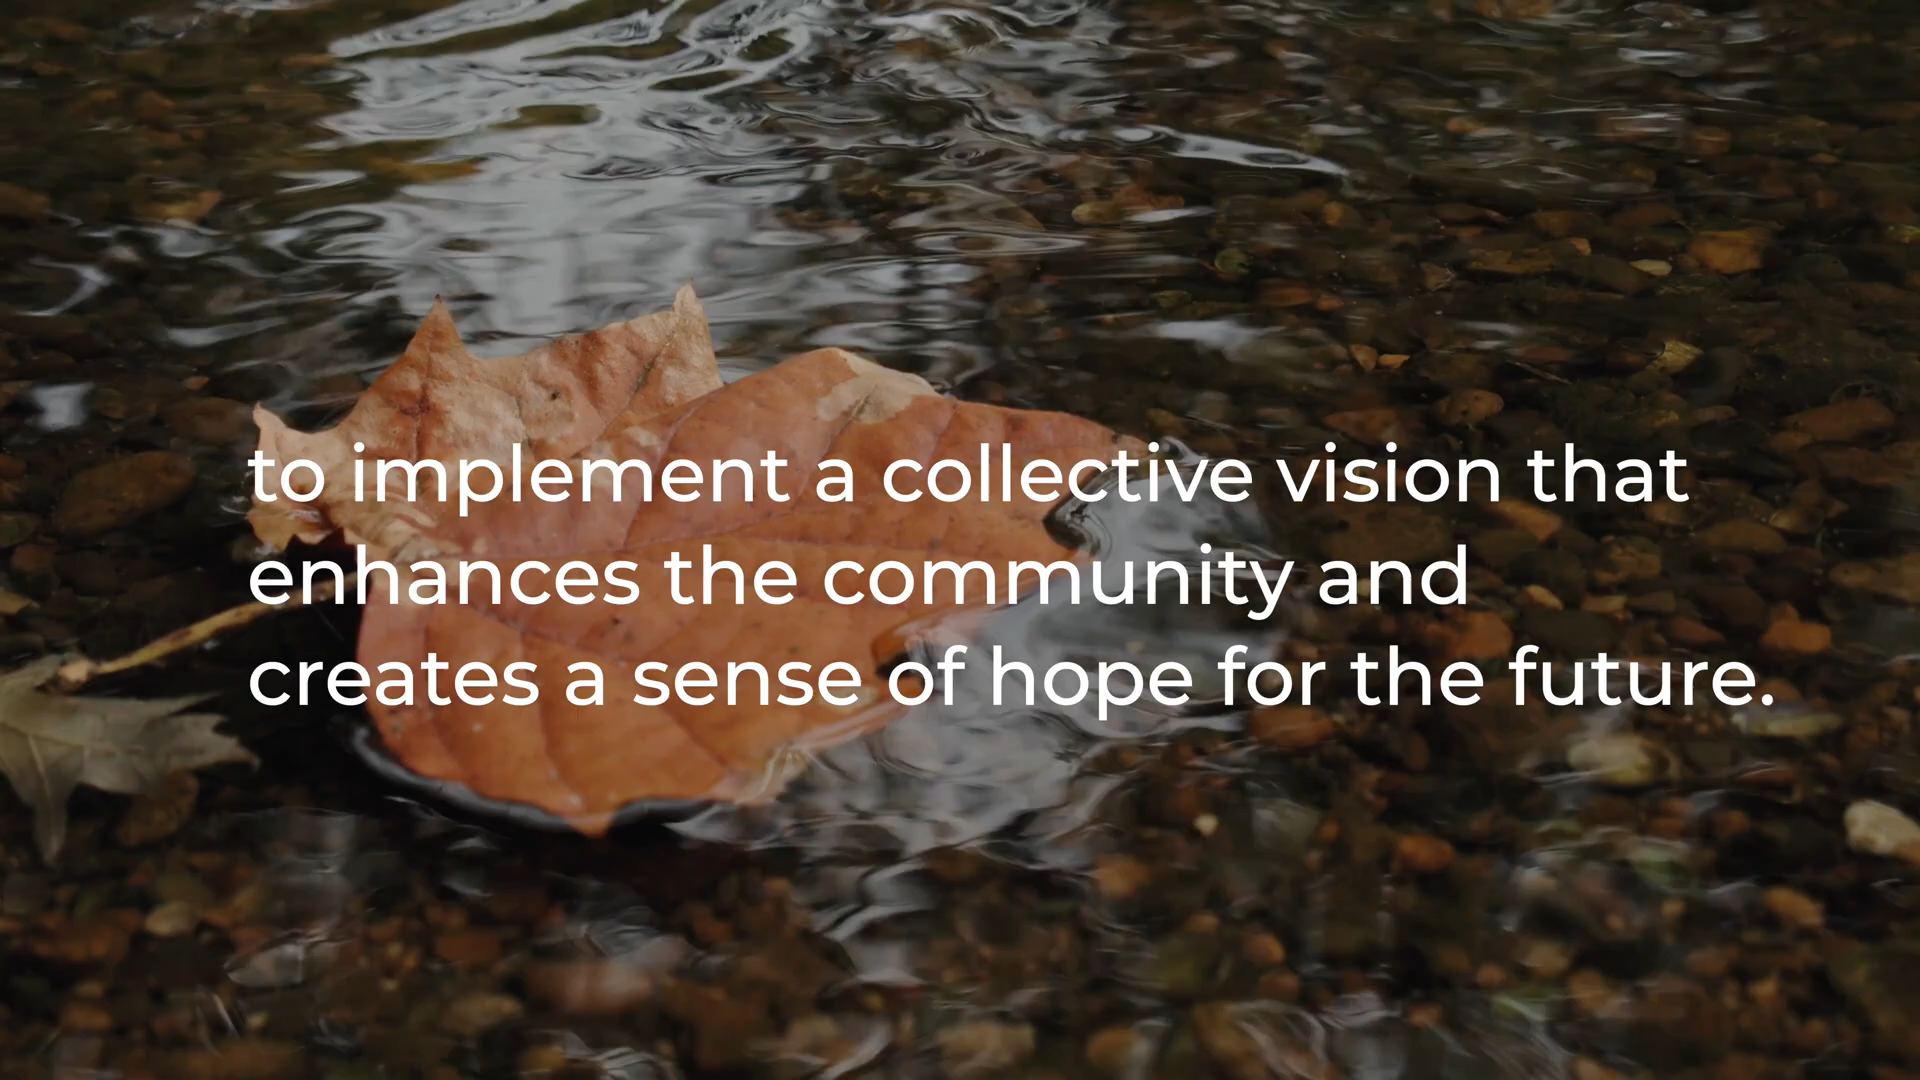 to implement a collective vision that
enhances the community and
creates a sense of hope for the future.